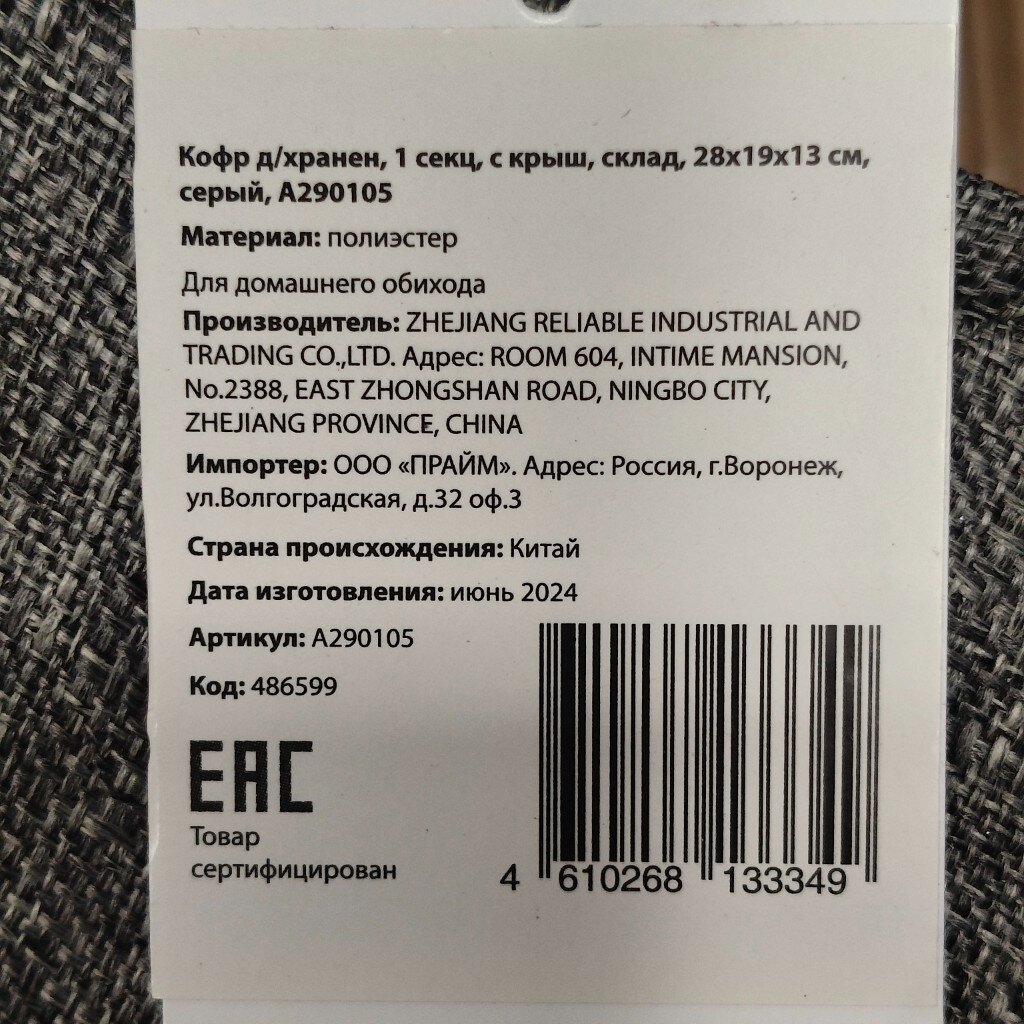 Кофр д/хранен, 1 секц, с крыш, склад, 28х19х13 см,
серый, А290105
Материал: полиэстер
Для домашнего обихода
Производитель: ZHEJIANG RELIABLE INDUSTRIAL AND
TRADING CO.,LTD. Адрес: ROOM 604, INTIME MANSION,
No.2388, EAST ZHONGSHAN ROAD, NINGBO CITY,
ZHEJIANG PROVINCE, CHINA
Импортер: ООО «ПРАЙМ». Адрес: Россия, г.Воронеж,
ул.Волгоградская, д.32 оф.3
Страна происхождения: Китай
Дата изготовления: июнь 2024
Артикул: А290105
Код: 486599
EAC
Товар
сертифицирован
4 610268 133349